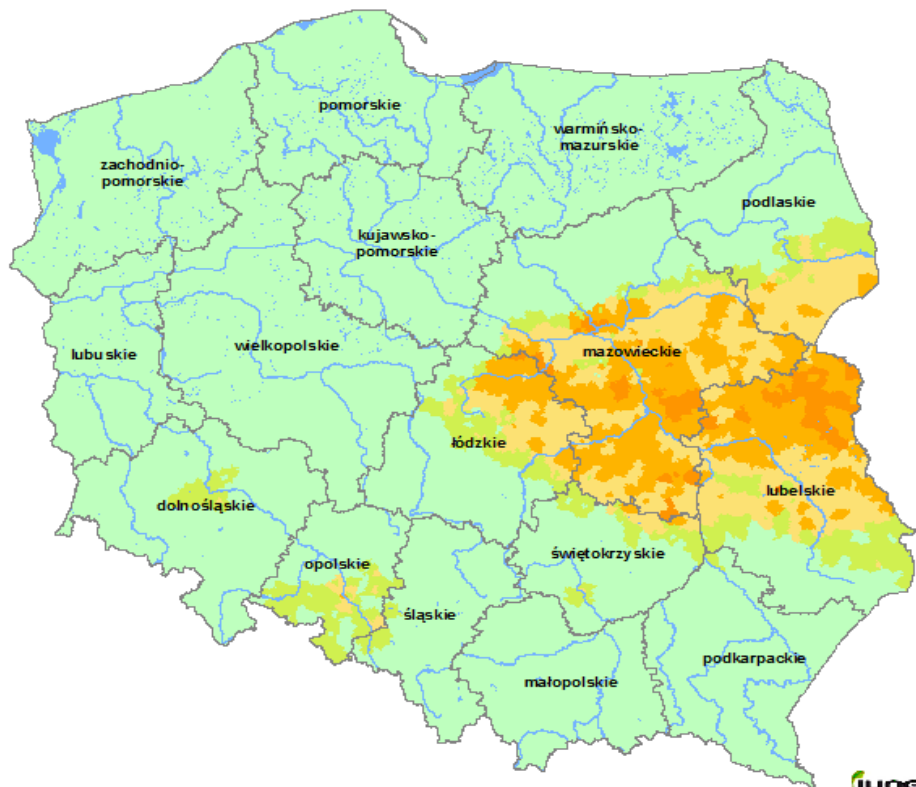 pomorskie
warmińsko-
mazurskie
zachodnio-
pomorskie
podlaskie
kujawsko-
pomorskie
lubuskie
wielkopolskie
mazowieckie
łódzkie
lubelskie
dolnośląskie
opolskie
świętokrzyskie
śląskie
podkarpackie
małopolskie